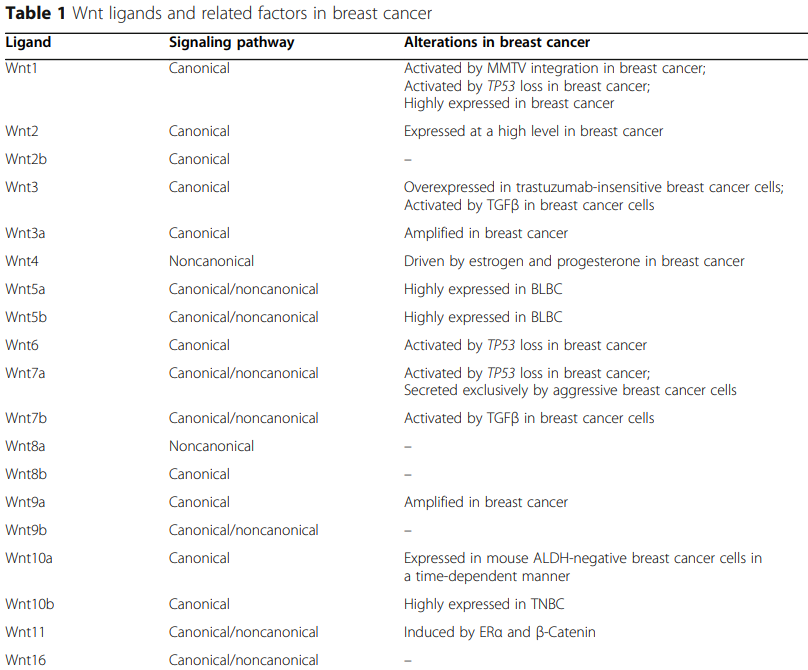 Table 1 Wnt ligands and related factors in breast cancer
Ligand Signaling pathway Alterations in breast cancer
Wnt1 Canonical Activated by MMTV integration in breast cancer;
Activated by TP53 loss in breast cancer;
Highly expressed in breast cancer
Wnt2 Canonical Expressed at a high level in breast cancer
Wnt2b Canonical –
Wnt3 Canonical Overexpressed in trastuzumab-insensitive breast cancer cells;
Activated by TGFβ in breast cancer cells
Wnt3a Canonical Amplified in breast cancer
Wnt4 Noncanonical Driven by estrogen and progesterone in breast cancer
Wnt5a Canonical/noncanonical Highly expressed in BLBC
Wnt5b Canonical/noncanonical Highly expressed in BLBC
Wnt6 Canonical Activated by TP53 loss in breast cancer
Wnt7a Canonical/noncanonical Activated by TP53 loss in breast cancer;
Secreted exclusively by aggressive breast cancer cells
Wnt7b Canonical/noncanonical Activated by TGFβ in breast cancer cells
Wnt8a Noncanonical –
Wnt8b Canonical –
Wnt9a Canonical Amplified in breast cancer
Wnt9b Canonical/noncanonical –
Wnt10a Canonical Expressed in mouse ALDH-negative breast cancer cells in
a time-dependent manner
Wnt10b Canonical Highly expressed in TNBC
Wnt11 Canonical/noncanonical Induced by ERα and β-Catenin
Wnt16 Canonical/noncanonical –